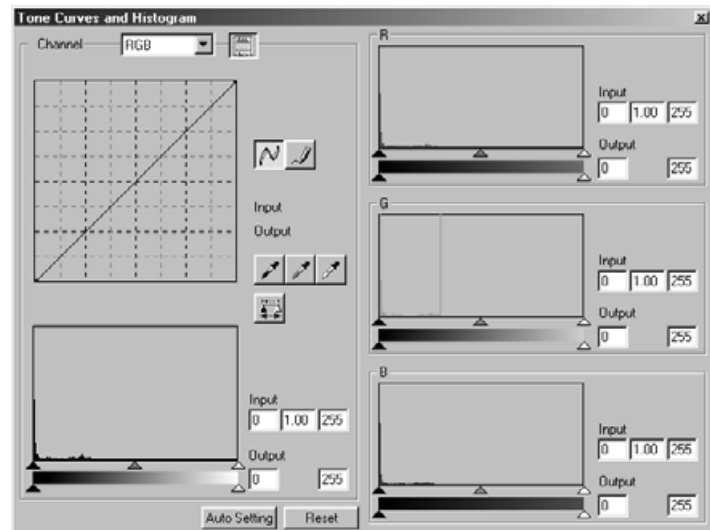 Tone Curves and Histogram
Channel RGB
Input
Output
Input
0 1.00 255
Output
0 255
Auto Setting Reset
R
Input
0 1.00 255
Output
0 255
G
Input
0 1.00 255
Output
0 255
B
Input
0 1.00 255
Output
0 255